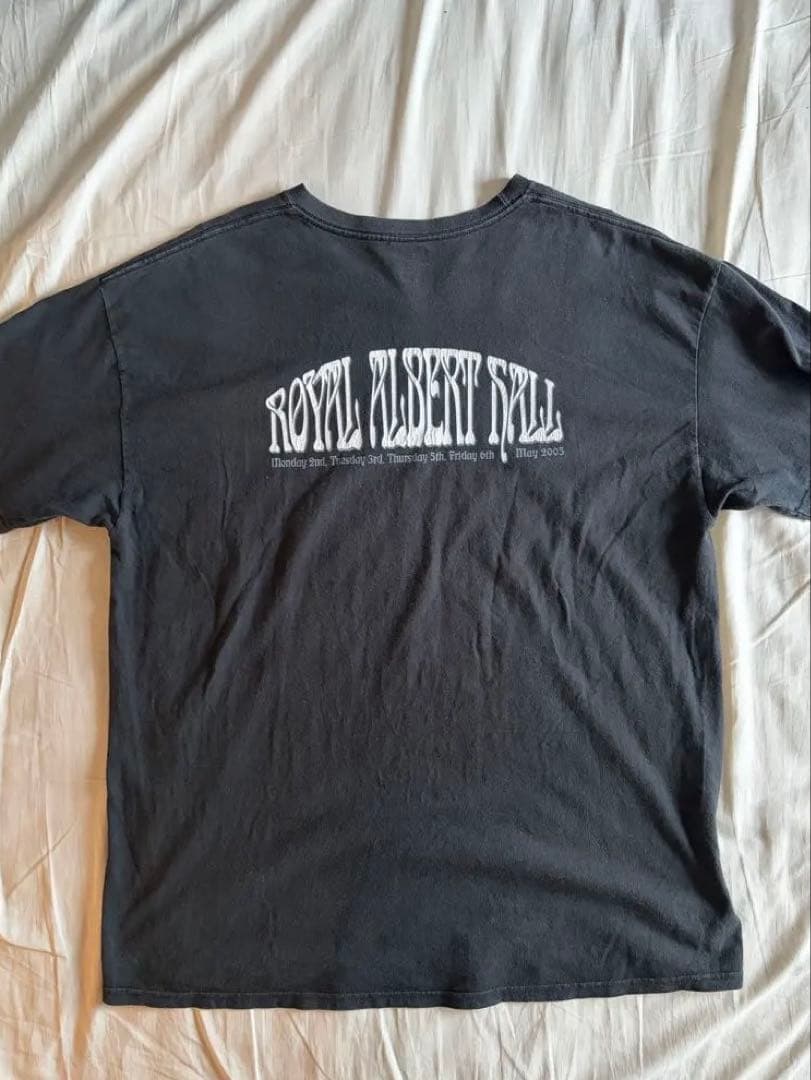 ROYAL ALBERT HALL
Monday 2nd, Tuesday 3rd, Thursday 5th, Friday 6th May 2005